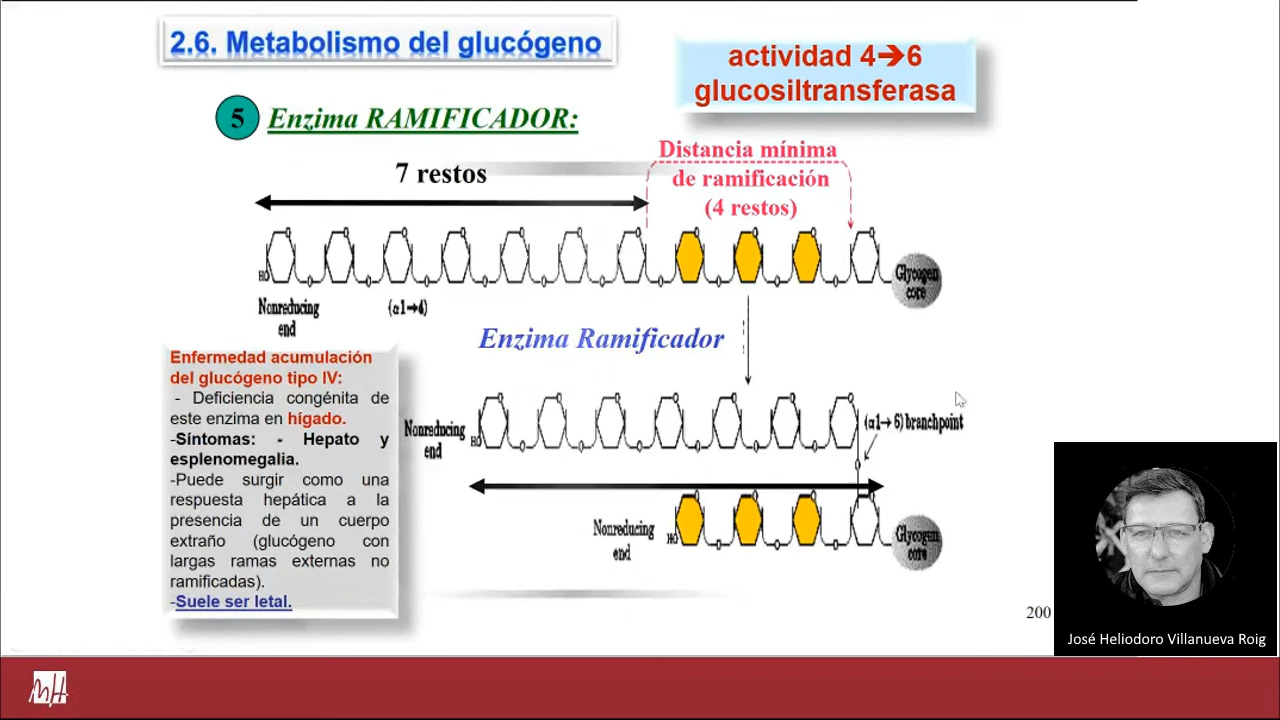 2.6. Metabolismo del glucógeno
actividad 4➔6
glucosiltransferasa
5 Enzima RAMIFICADOR:
7 restos
Distancia mínima
de ramificación
(4 restos)
HO
Glycogen
core
Nonreducing
end
(α1→4)
Enzima Ramificador
Enfermedad acumulación
del glucógeno tipo IV:
- Deficiencia congénita de
este enzima en hígado.
-Síntomas: - Hepato y
esplenomegalia.
-Puede surgir como una
respuesta hepática a la
presencia de un cuerpo
extraño (glucógeno con
largas ramas externas no
ramificadas).
-Suele ser letal.
Nonreducing
end
HO
(α1→6) branchpoint
Nonreducing
end
HO
Glycogen
core
200
José Heliodoro Villanueva Roig
MH